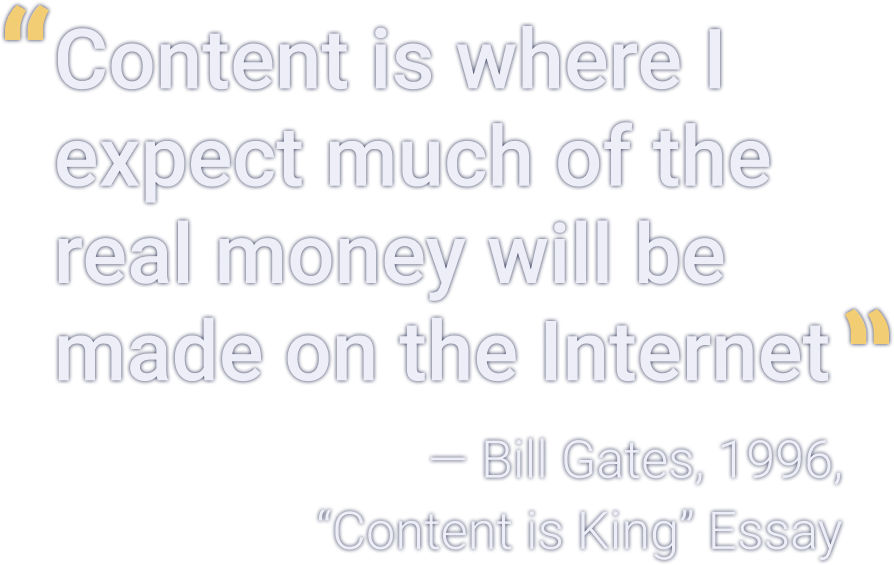 “Content is where I
expect much of the
real money will be
made on the Internet”
— Bill Gates, 1996,
“Content is King” Essay